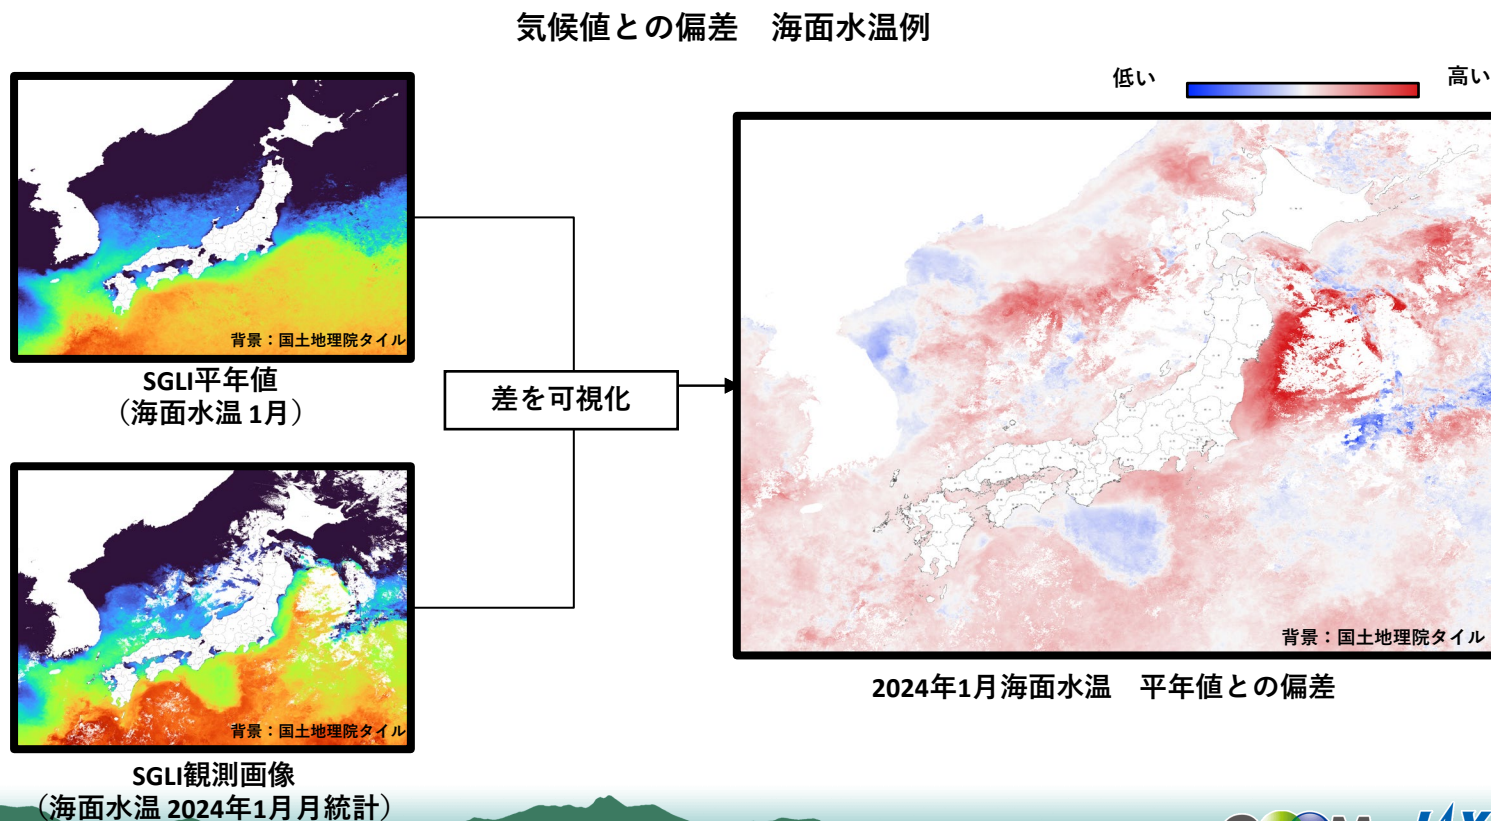 気候値との偏差　海面水温例
低い
高い
背景：国土地理院タイル
SGLI平年値
（海面水温 1月）
差を可視化
背景：国土地理院タイル
2024年1月海面水温　平年値との偏差
背景：国土地理院タイル
SGLI観測画像
（海面水温 2024年1月月統計）